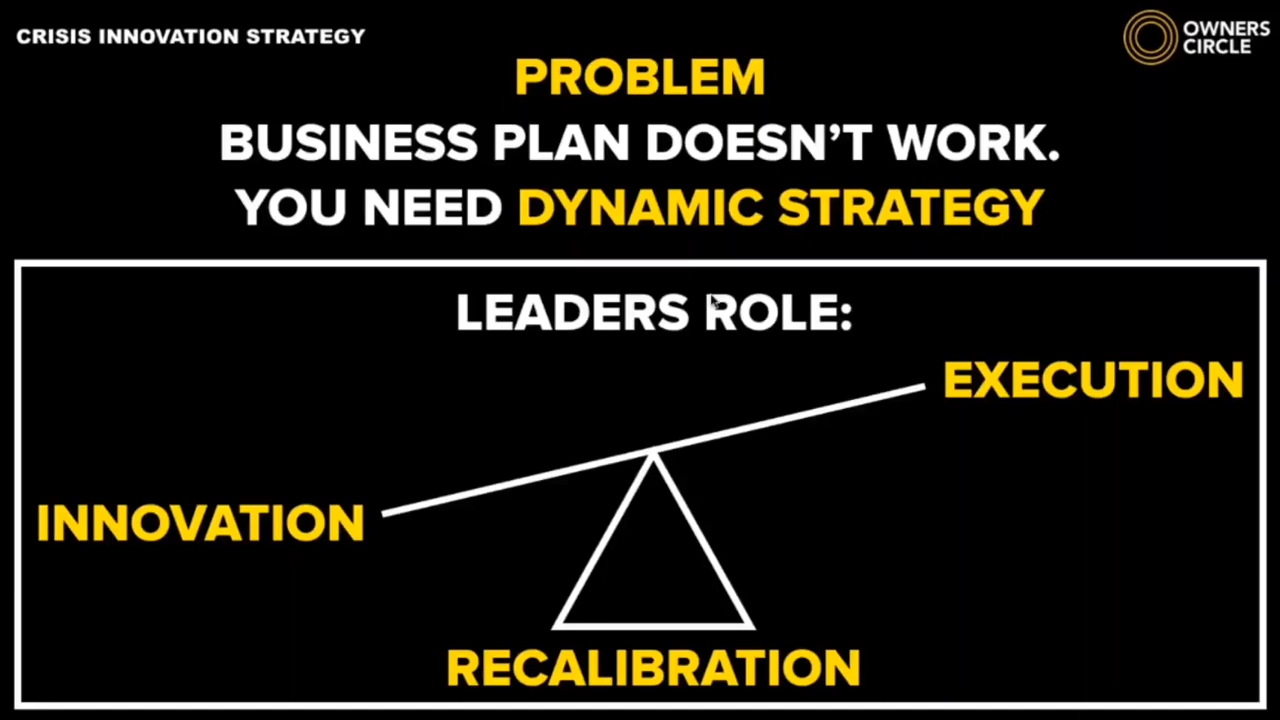 CRISIS INNOVATION STRATEGY
OWNERS
CIRCLE
PROBLEM
BUSINESS PLAN DOESN’T WORK.
YOU NEED DYNAMIC STRATEGY
LEADERS ROLE:
EXECUTION
INNOVATION
RECALIBRATION